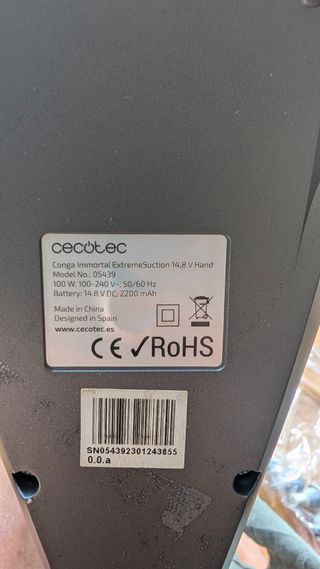 cecotec
Conga Immortal ExtremeSuction 14,8 V Hand
Model No.: 05439
100 W, 100-240 V~, 50/60 Hz
Battery: 14.8 V DC, 2200 mAh
Made in China
Designed in Spain
www.cecotec.es
CE ✓RoHS
SN054392301243855
0.0.a